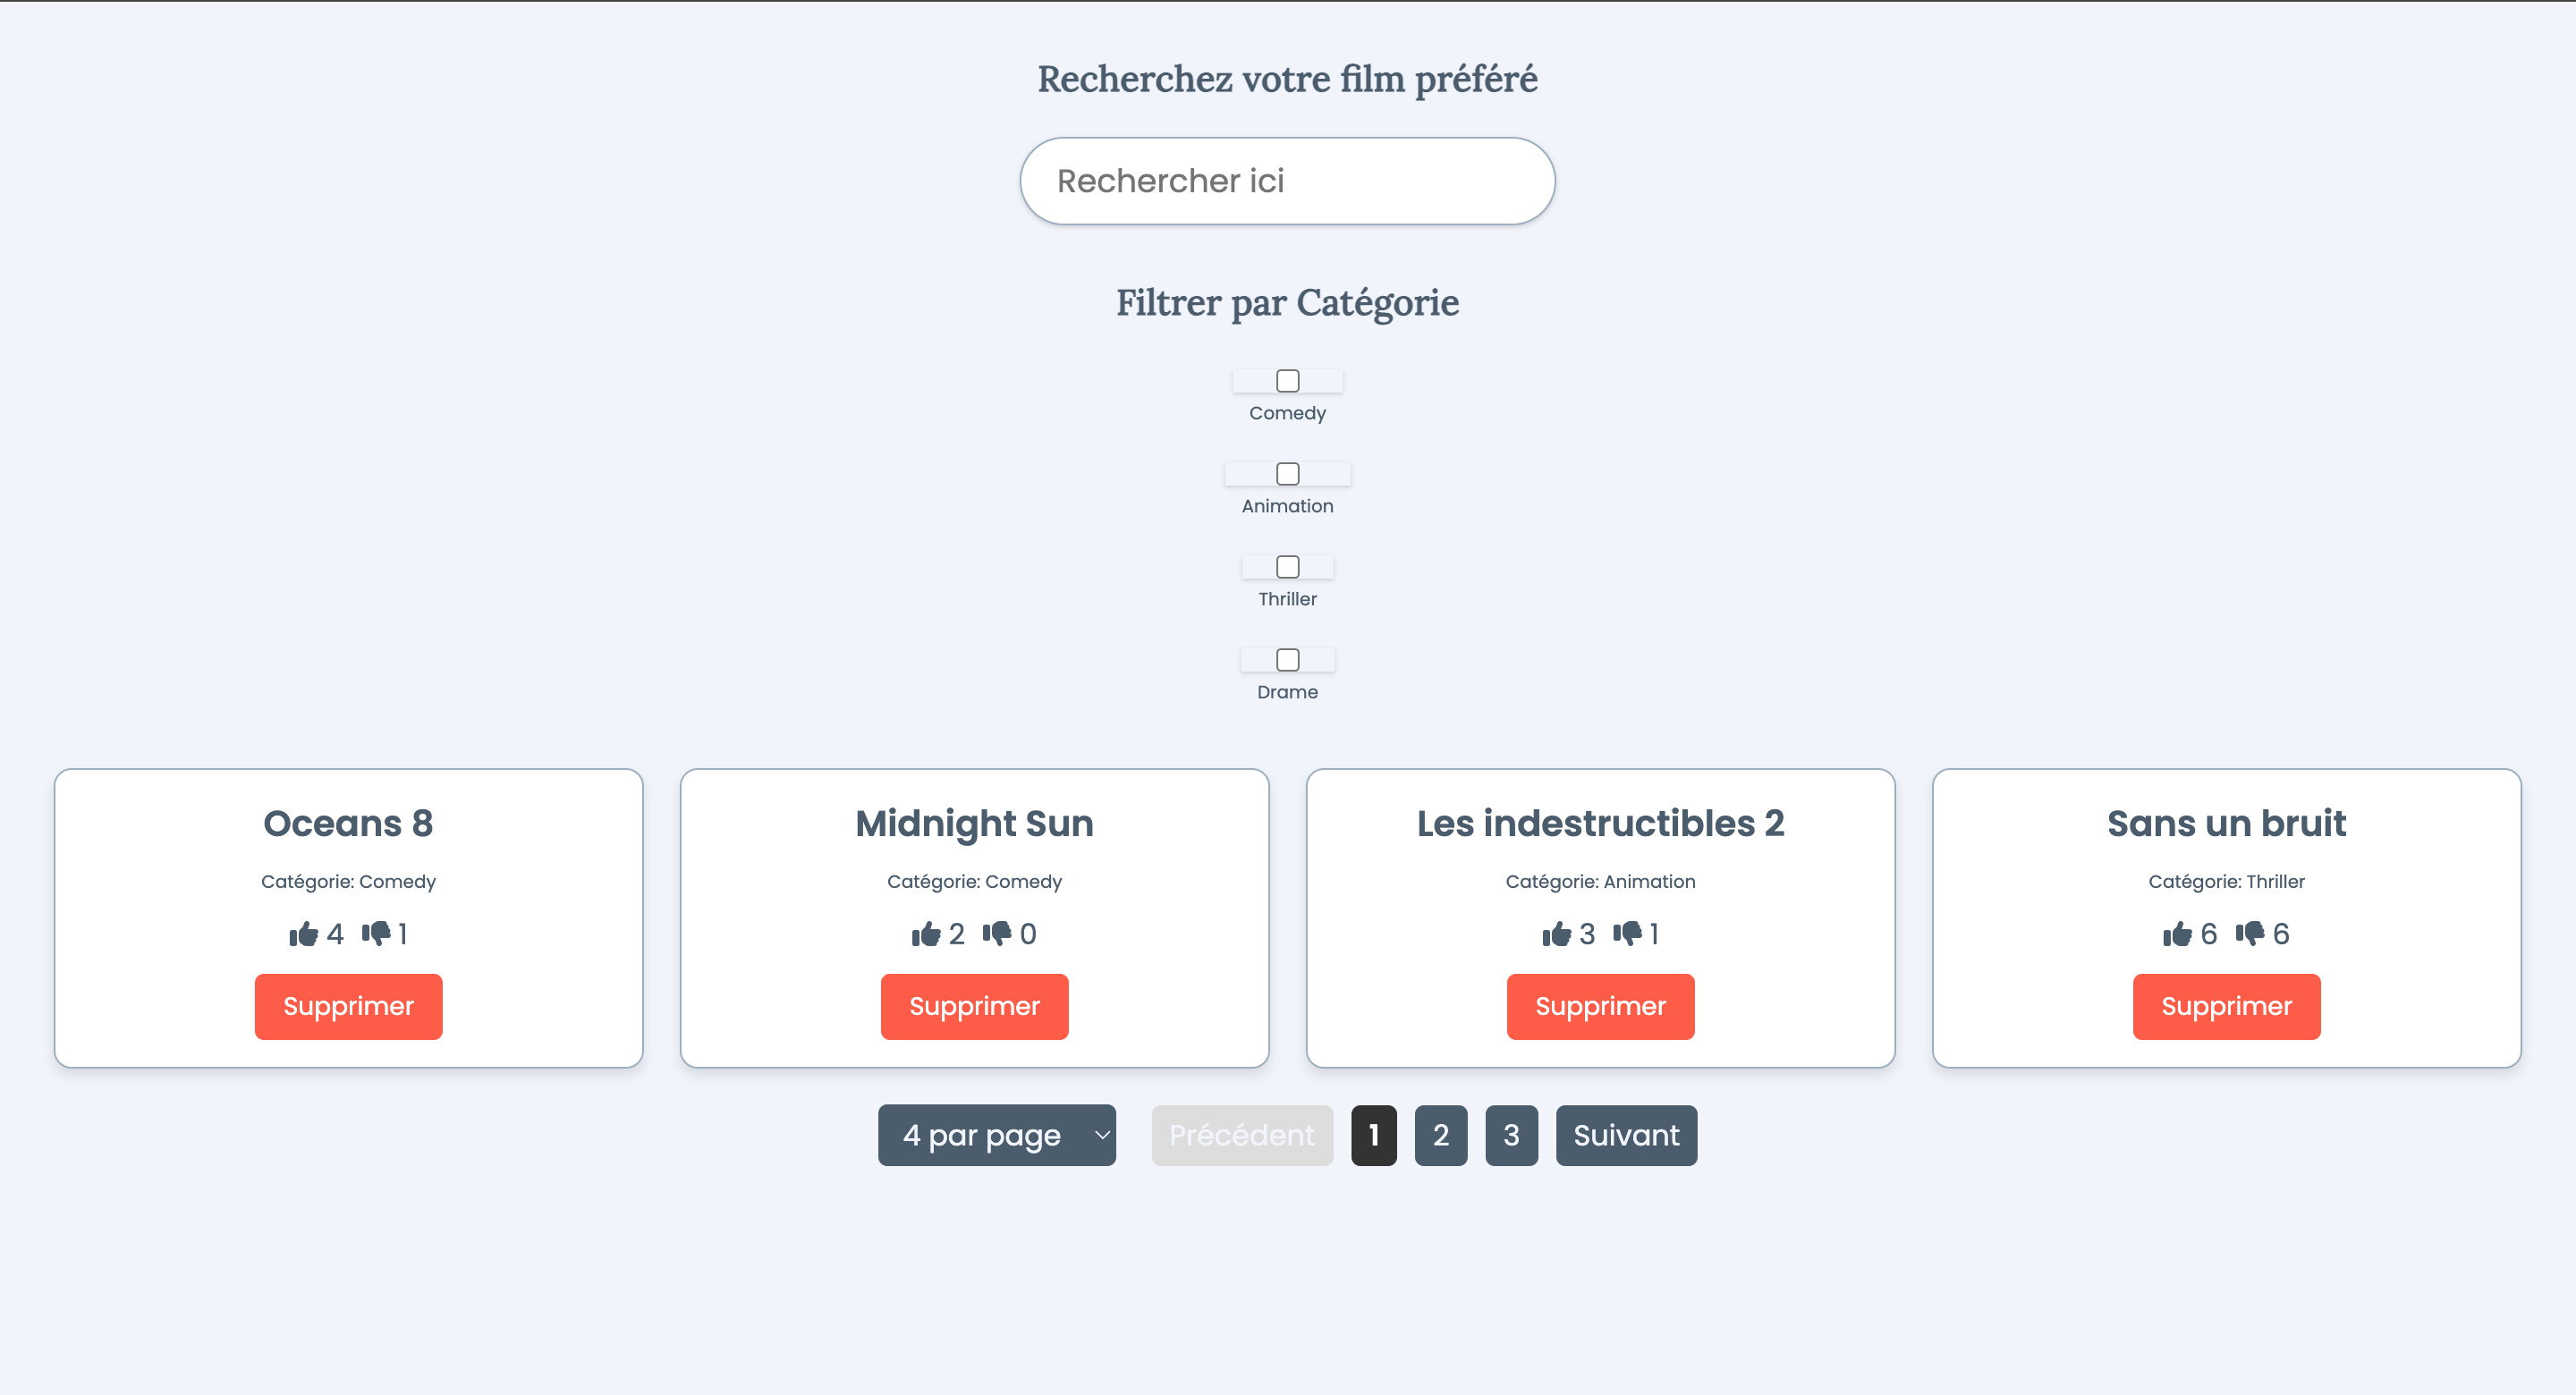 Recherchez votre film préféré
Rechercher ici
Filtrer par Catégorie
Comedy
Animation
Thriller
Drame
Oceans 8
Catégorie: Comedy
4 1
Supprimer
Midnight Sun
Catégorie: Comedy
2 0
Supprimer
Les indestructibles 2
Catégorie: Animation
3 1
Supprimer
Sans un bruit
Catégorie: Thriller
6 6
Supprimer
4 par page Précédent 1 2 3 Suivant